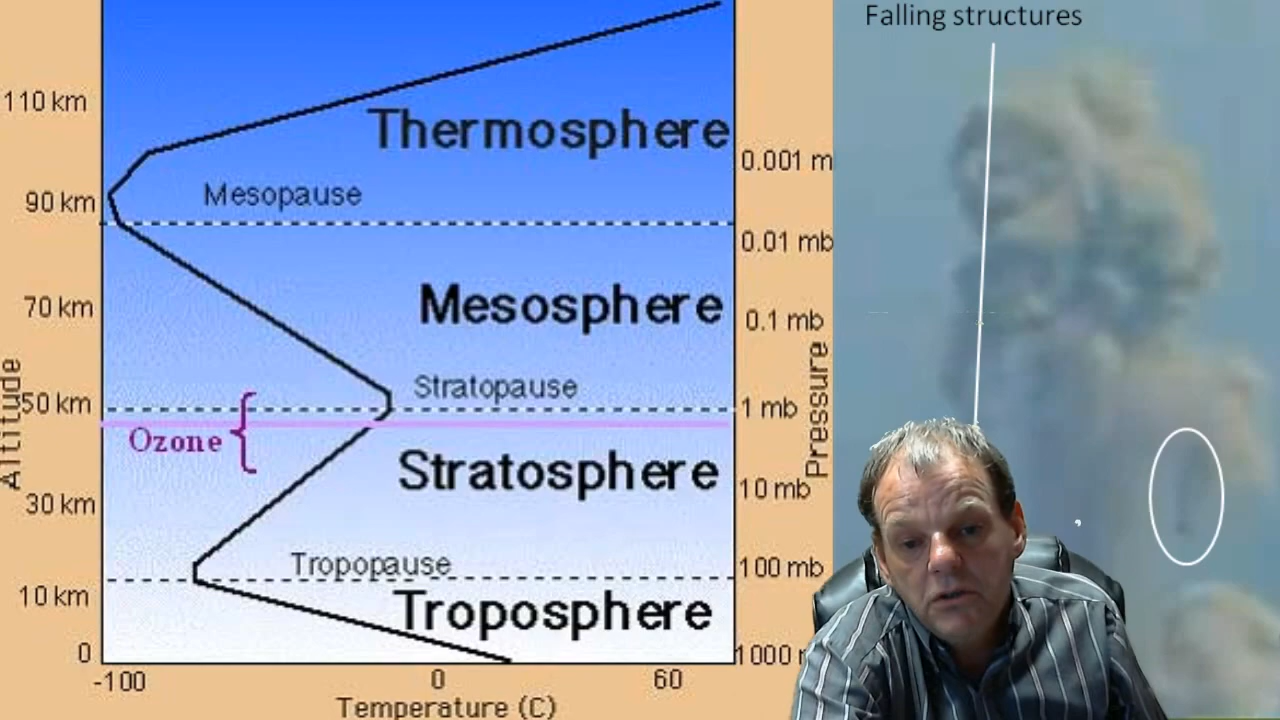 Falling structures
110 km
Thermosphere
0.001 m
Mesopause
90 km
0.01 mb
Mesosphere
70 km
0.1 mb
Stratopause
50 km
1 mb
Ozone
Altitude
Pressure
Stratosphere
10 mb
30 km
Tropopause
100 mb
10 km
Troposphere
0
1000 m
-100
0
60
Temperature (C)